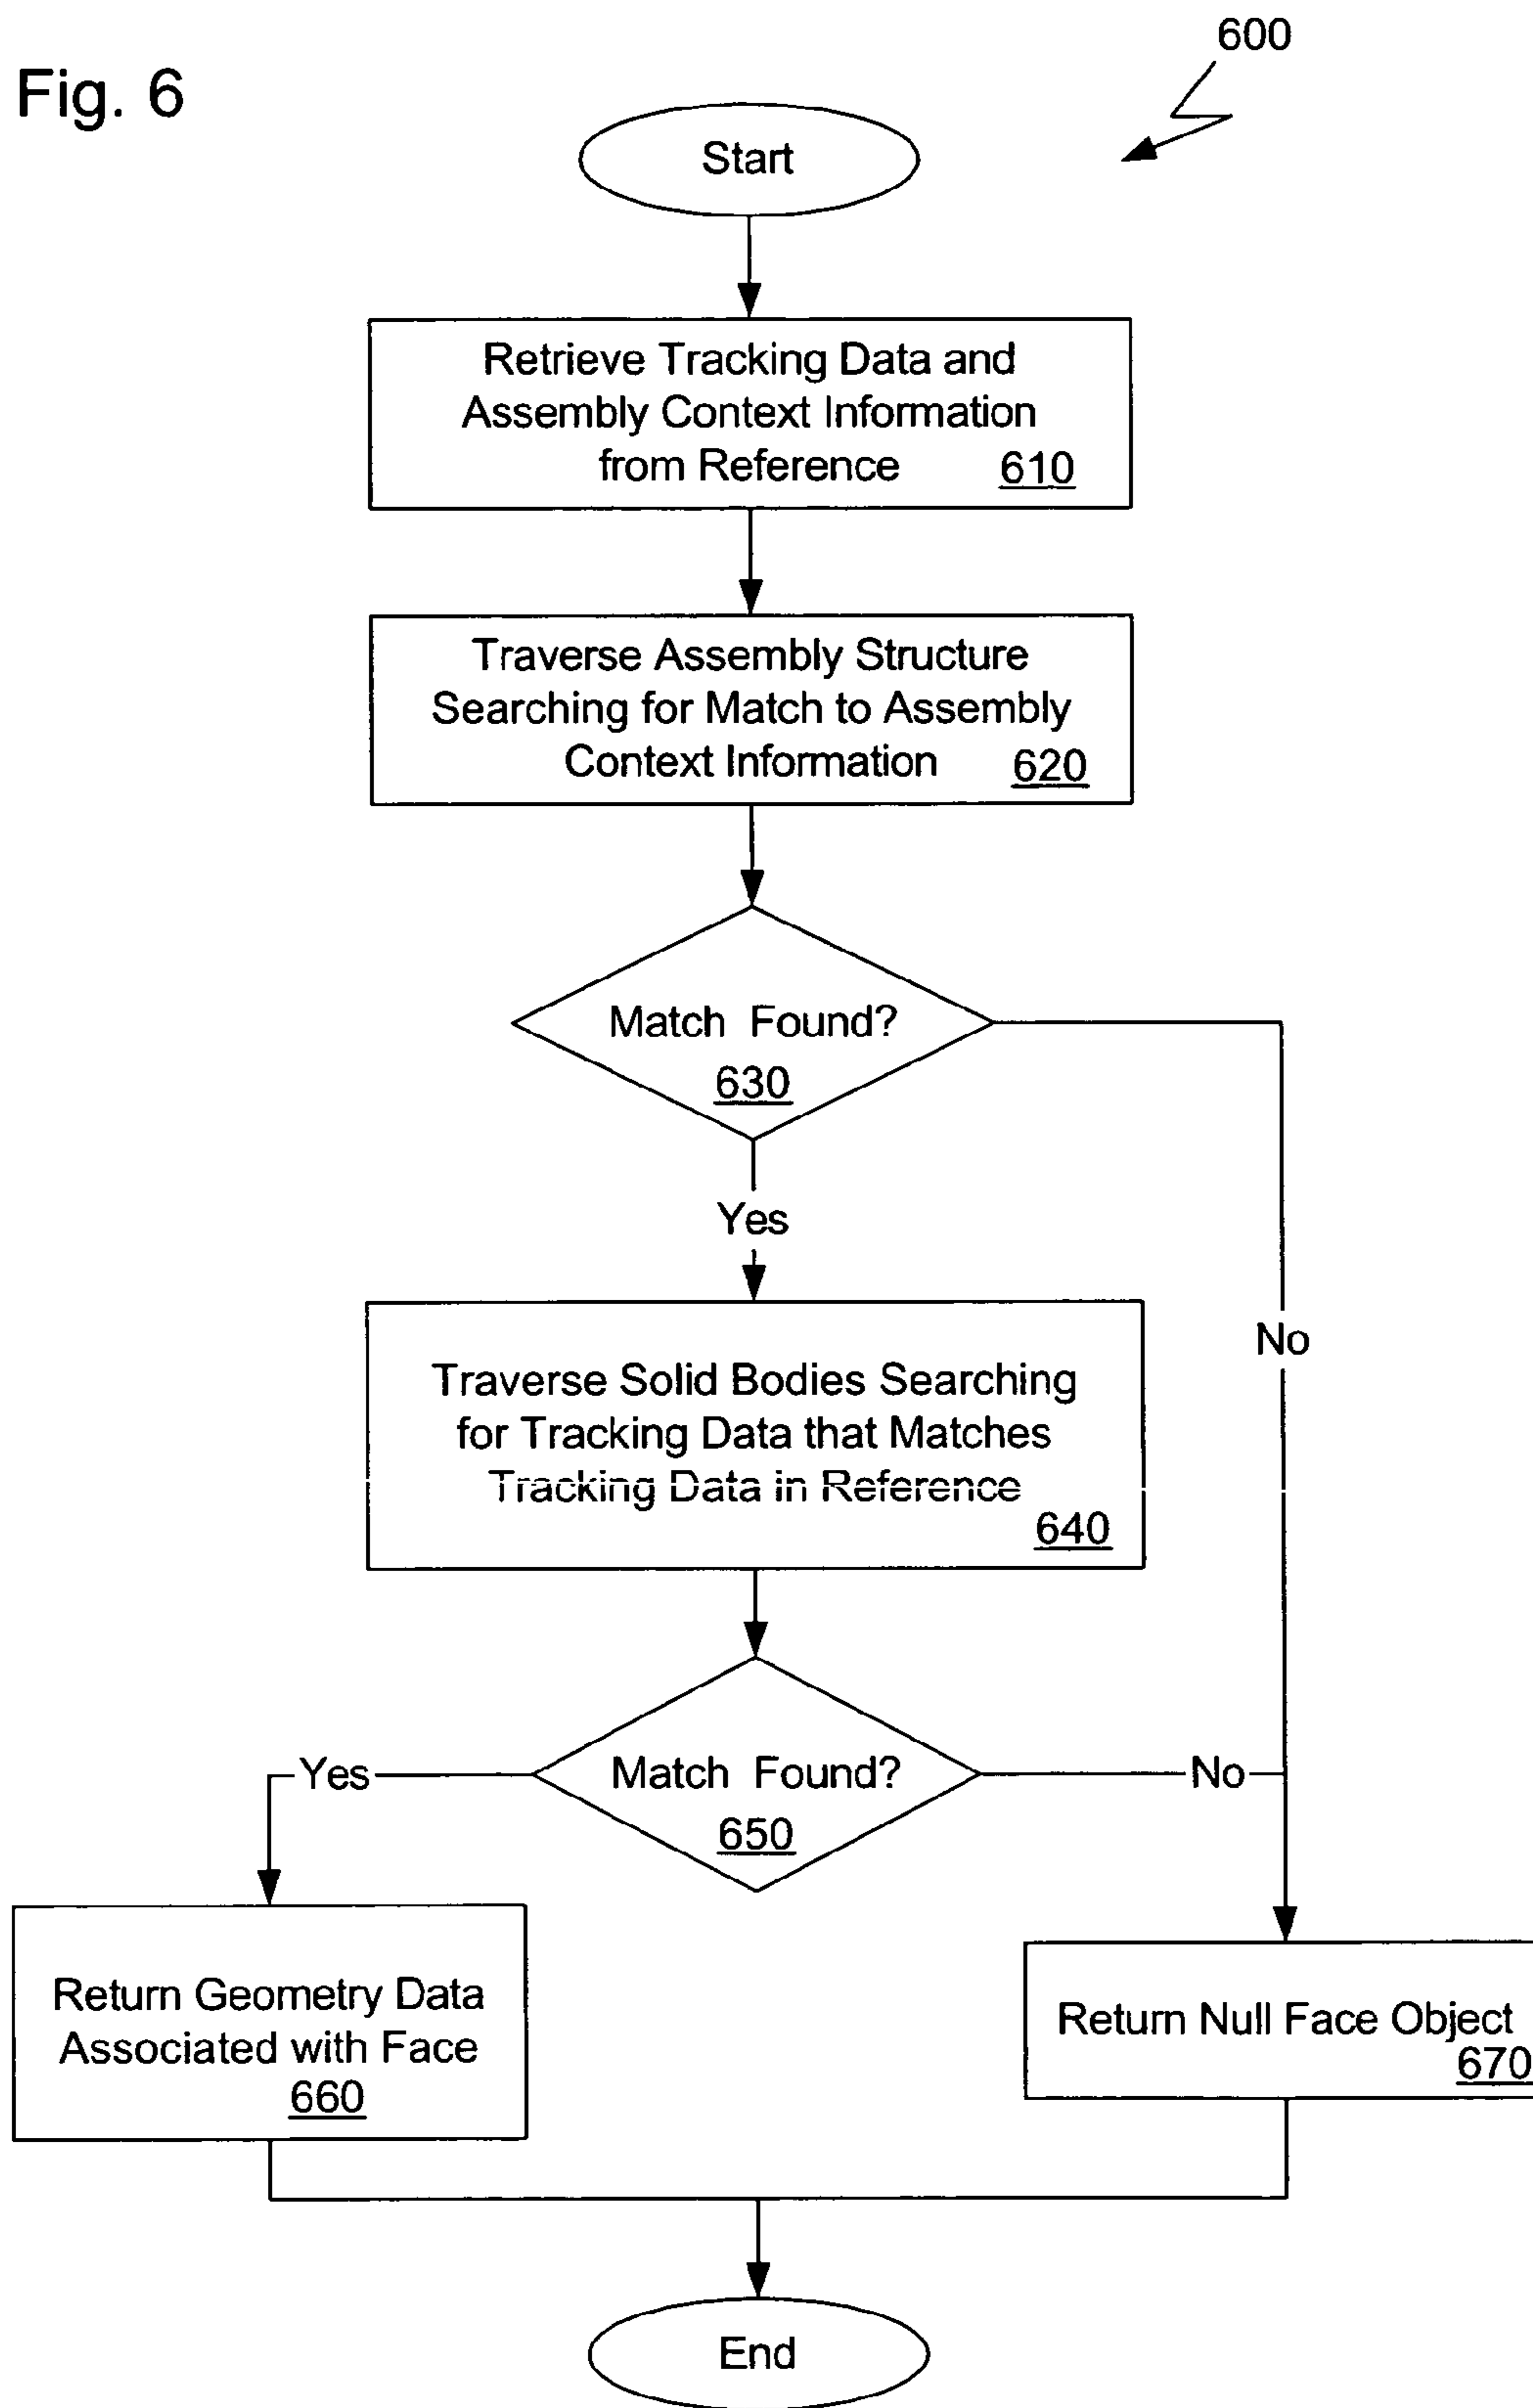 600
Fig. 6
Start
Retrieve Tracking Data and
Assembly Context Information
from Reference 610
Traverse Assembly Structure
Searching for Match to Assembly
Context Information 620
Match Found?
630
Yes
No
Traverse Solid Bodies Searching
for Tracking Data that Matches
Tracking Data in Reference
640
Yes
Match Found?
No
650
Return Geometry Data
Associated with Face
660
Return Null Face Object
670
End